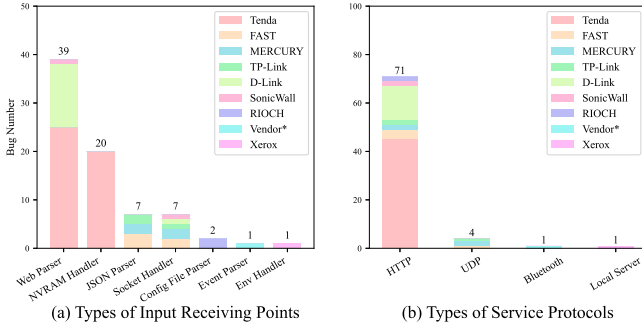 50
40
30
20
10
0
Bug Number
39
20
7
7
2
1
1
Tenda
FAST
MERCURY
TP-Link
D-Link
SonicWall
RIOCH
Vendor*
Xerox
Web Parser
NVRAM Handler
JSON Parser
Socket Handler
Config File Parser
Event Parser
Env Handler
(a) Types of Input Receiving Points
100
80
60
40
20
0
71
4
1
1
Tenda
FAST
MERCURY
TP-Link
D-Link
SonicWall
RIOCH
Vendor*
Xerox
HTTP
UDP
Bluetooth
Local Server
(b) Types of Service Protocols